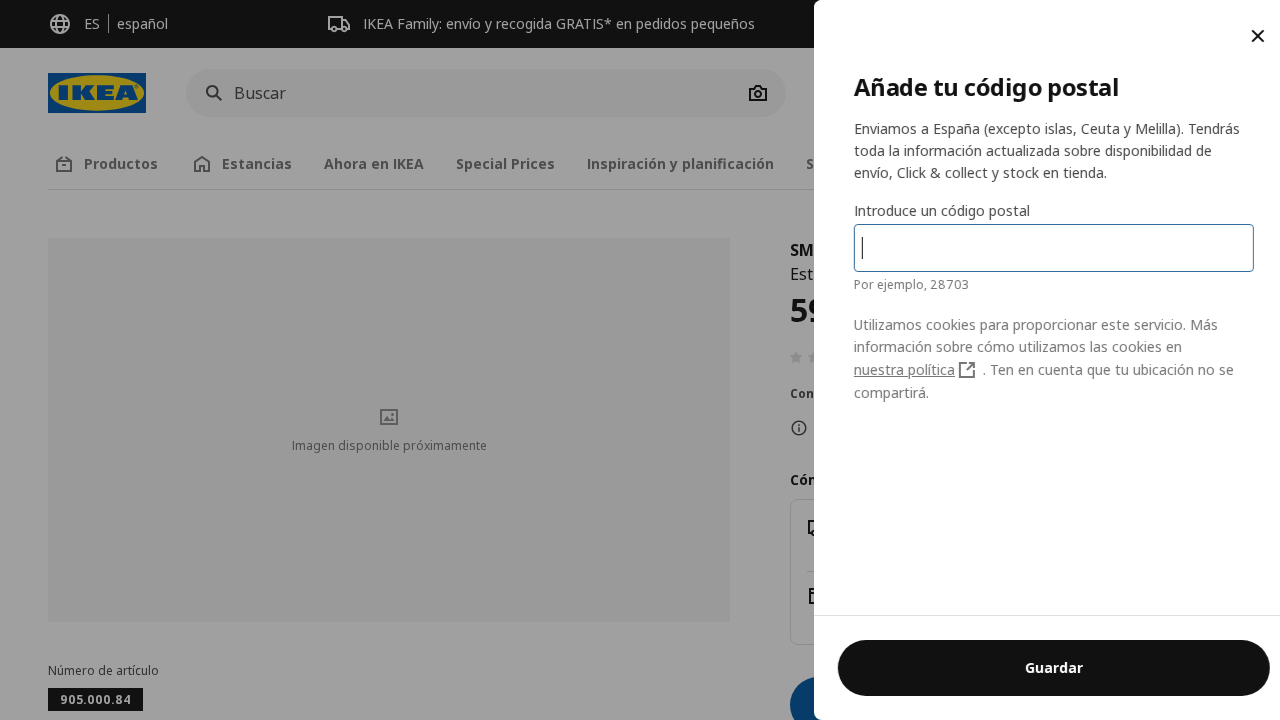 ES
español
IKEA Family: envío y recogida GRATIS* en pedidos pequeños
IKEA
Buscar
Productos
Estancias
Ahora en IKEA
Special Prices
Inspiración y planificación
S
Imagen disponible próximamente
Número de artículo
905.000.84
SM
Est
59
Con
Cóm
Añade tu código postal
Enviamos a España (excepto islas, Ceuta y Melilla). Tendrás
toda la información actualizada sobre disponibilidad de
envío, Click & collect y stock en tienda.
Introduce un código postal
Por ejemplo, 28703
Utilizamos cookies para proporcionar este servicio. Más
información sobre cómo utilizamos las cookies en
nuestra política . Ten en cuenta que tu ubicación no se
compartirá.
Guardar